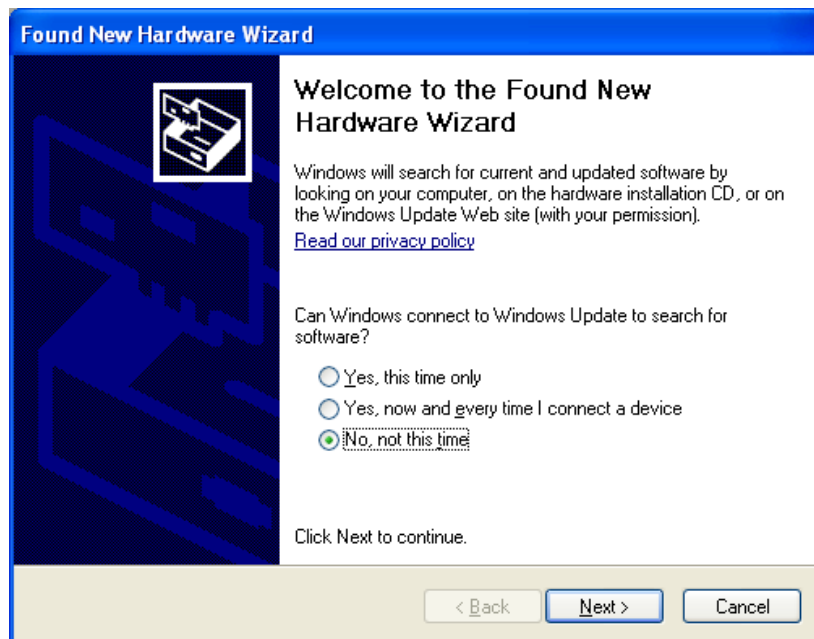 Found New Hardware Wizard
Welcome to the Found New
Hardware Wizard
Windows will search for current and updated software by
looking on your computer, on the hardware installation CD, or on
the Windows Update Web site (with your permission).
Read our privacy policy
Can Windows connect to Windows Update to search for
software?
Yes, this time only
Yes, now and every time I connect a device
No, not this time
Click Next to continue.
< Back
Next >
Cancel